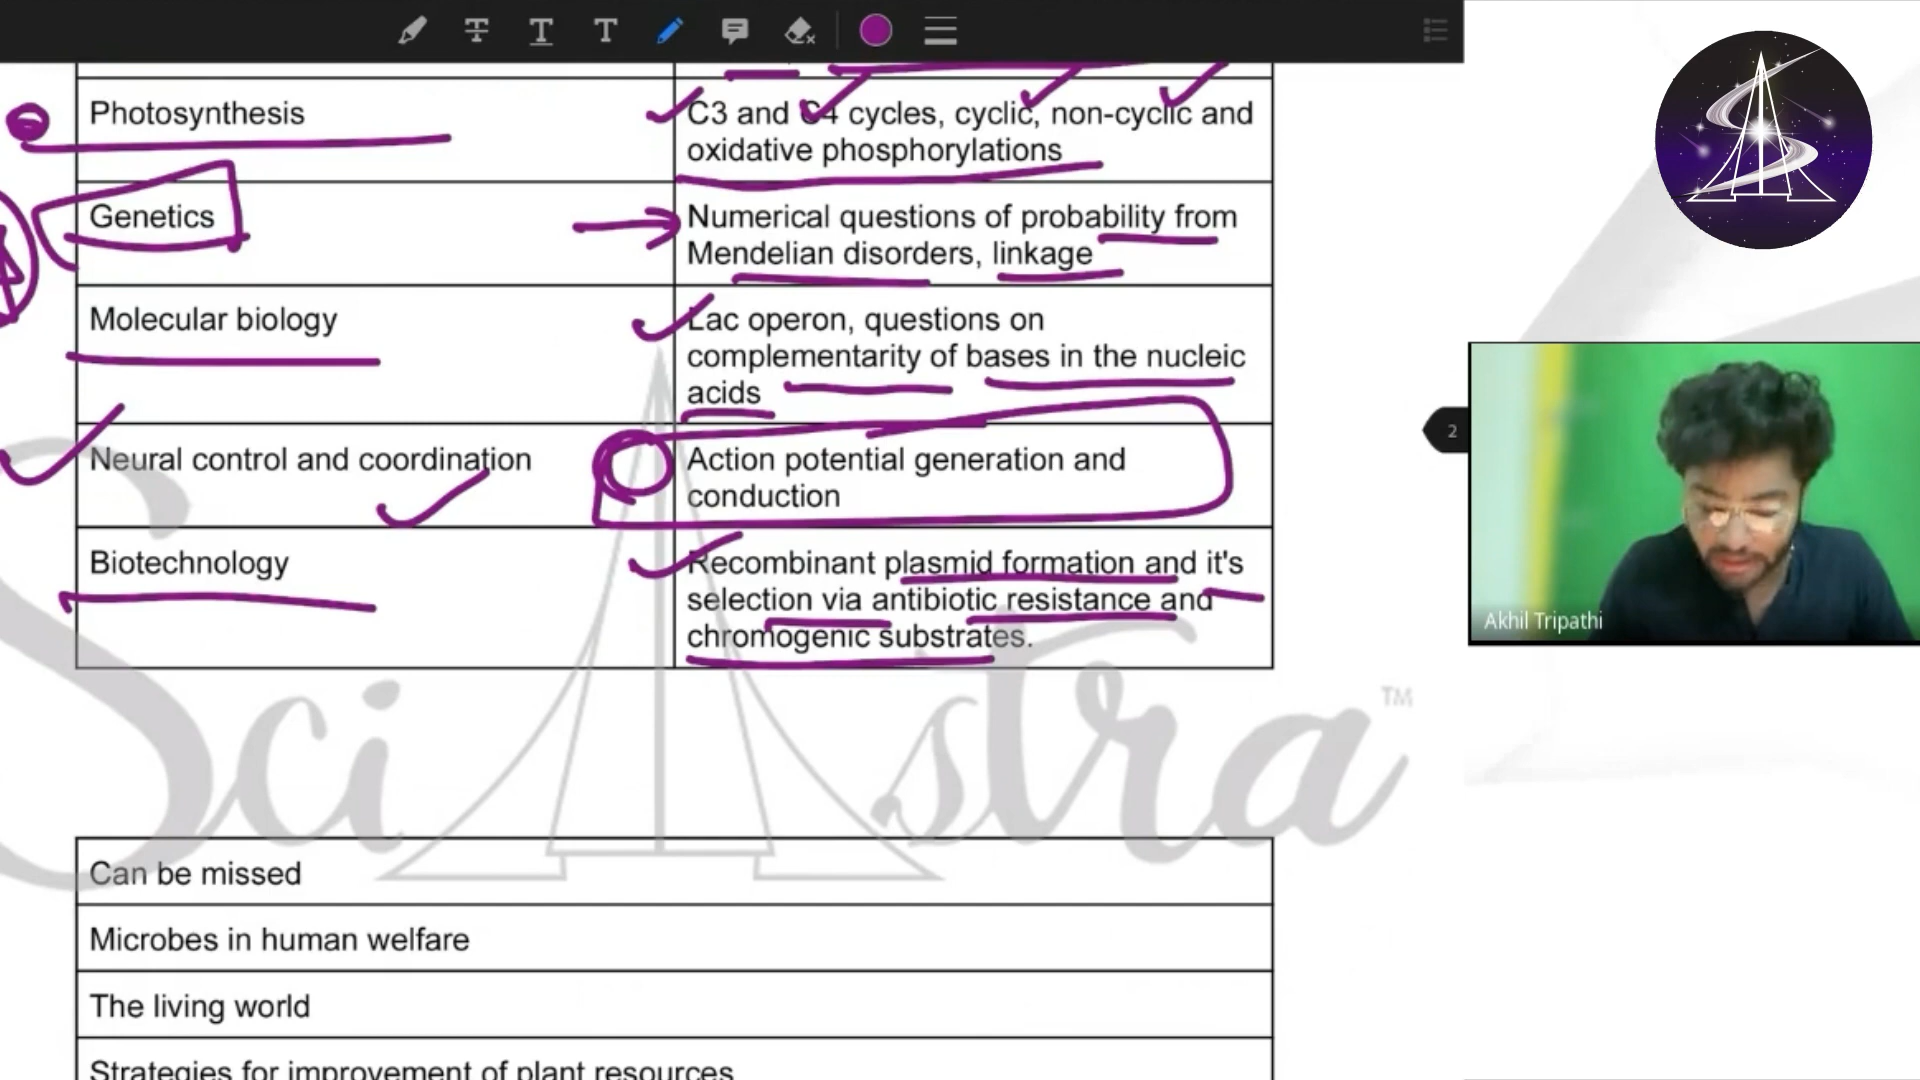 Photosynthesis
C3 and C4 cycles, cyclic, non-cyclic and
oxidative phosphorylations
Genetics
Numerical questions of probability from
Mendelian disorders, linkage
Molecular biology
Lac operon, questions on
complementarity of bases in the nucleic
acids
Neural control and coordination
Action potential generation and
conduction
Biotechnology
Recombinant plasmid formation and it's
selection via antibiotic resistance and
chromogenic substrates.
SciAstra
TM
Can be missed
Microbes in human welfare
The living world
Strategies for improvement of plant resources
2
Akhil Tripathi